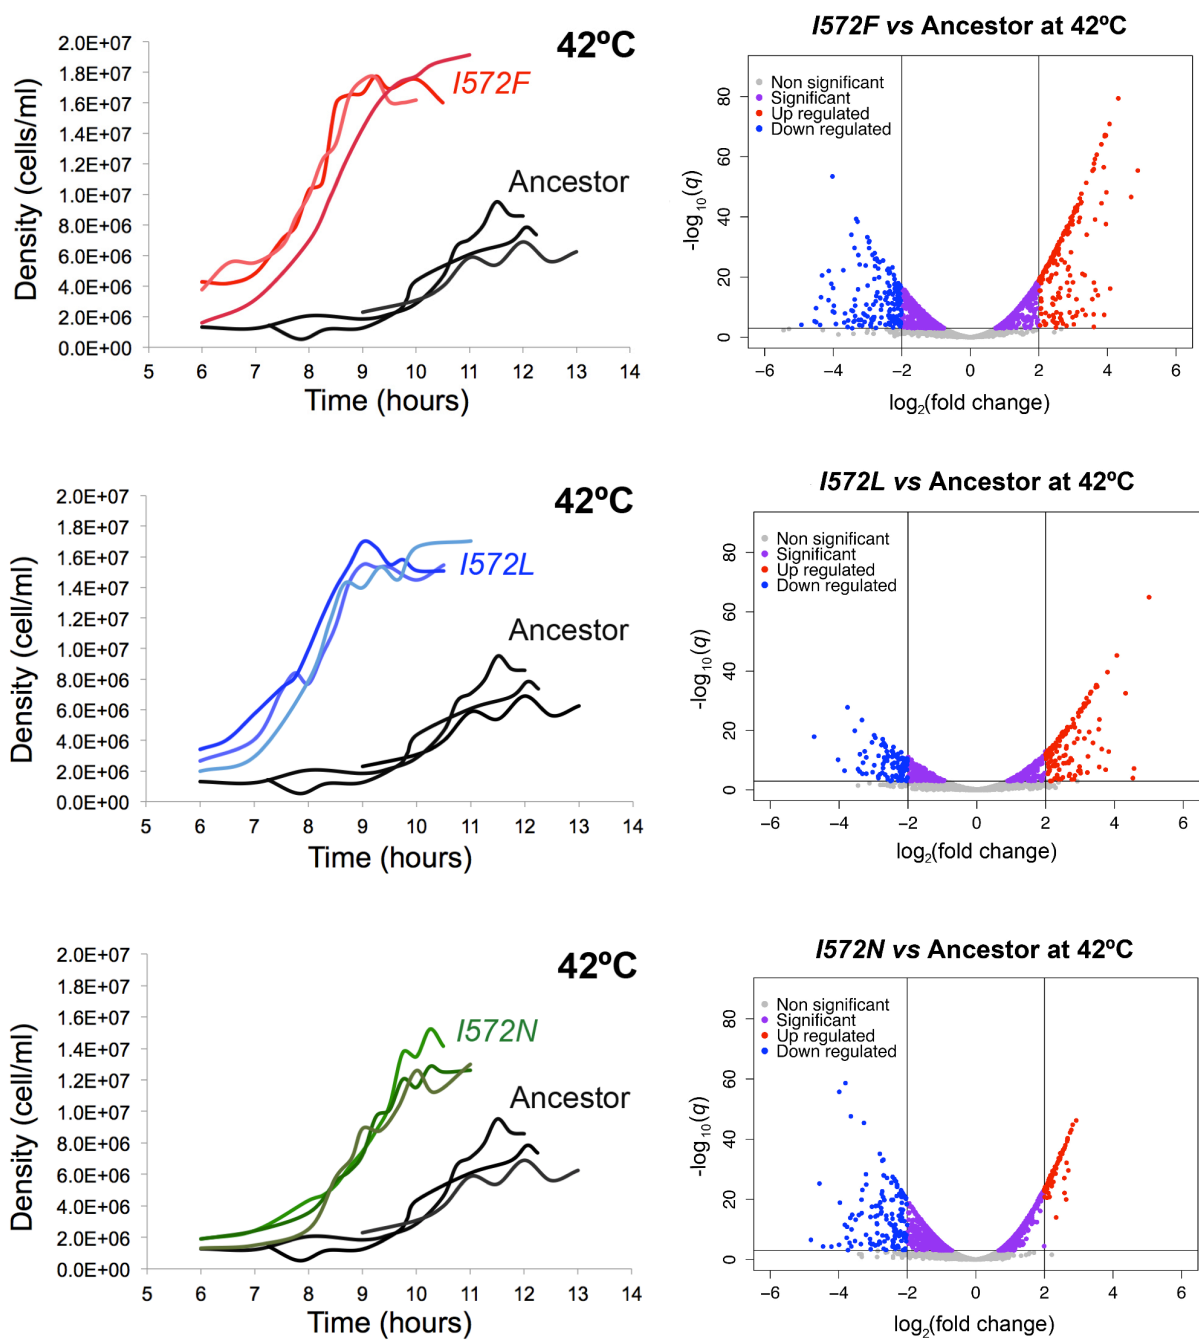 42ºC
I572F
Ancestor
Density (cells/ml)
2.0E+07
1.8E+07
1.6E+07
1.4E+07
1.2E+07
1.0E+07
8.0E+06
6.0E+06
4.0E+06
2.0E+06
0.0E+00
5 6 7 8 9 10 11 12 13 14
Time (hours)
I572F vs Ancestor at 42ºC
Non significant
Significant
Up regulated
Down regulated
-log10(q)
80
60
40
20
0
−6 −4 −2 0 2 4 6
log2(fold change)
42ºC
I572L
Ancestor
Density (cell/ml)
2.0E+07
1.8E+07
1.6E+07
1.4E+07
1.2E+07
1.0E+07
8.0E+06
6.0E+06
4.0E+06
2.0E+06
0.0E+00
5 6 7 8 9 10 11 12 13 14
Time (hours)
I572L vs Ancestor at 42ºC
Non significant
Significant
Up regulated
Down regulated
-log10(q)
80
60
40
20
0
−6 −4 −2 0 2 4 6
log2(fold change)
42ºC
I572N
Ancestor
Density (cell/ml)
2.0E+07
1.8E+07
1.6E+07
1.4E+07
1.2E+07
1.0E+07
8.0E+06
6.0E+06
4.0E+06
2.0E+06
0.0E+00
5 6 7 8 9 10 11 12 13 14
Time (hours)
I572N vs Ancestor at 42ºC
Non significant
Significant
Up regulated
Down regulated
-log10(q)
80
60
40
20
0
−6 −4 −2 0 2 4 6
log2(fold change)